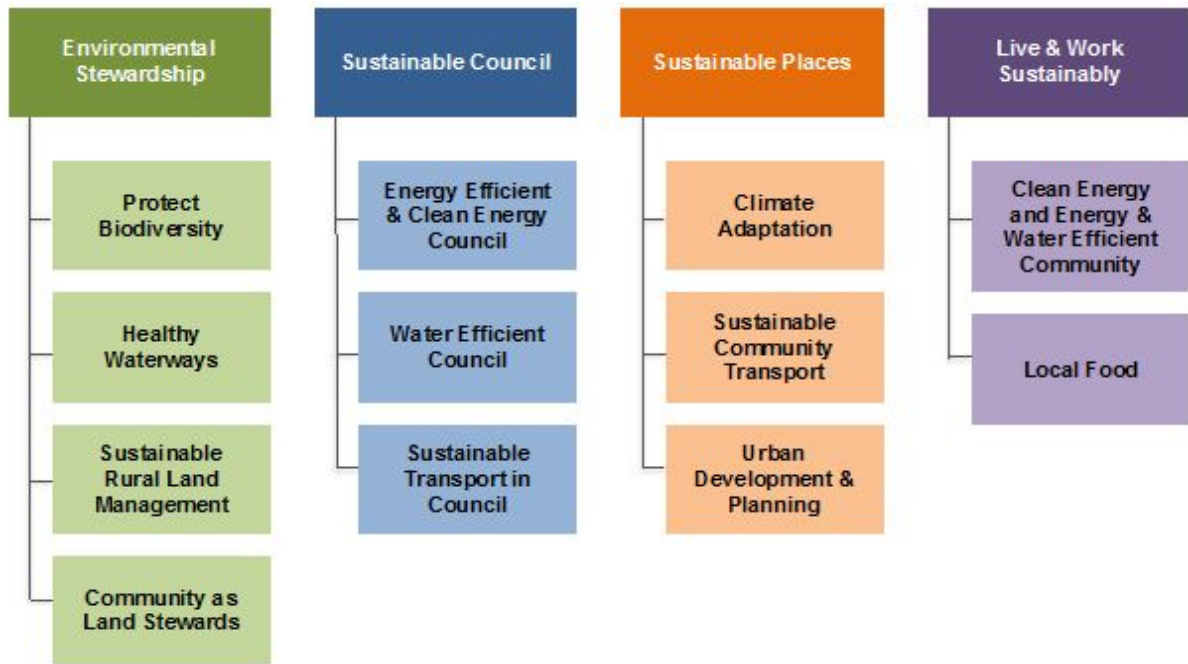 Environmental
Stewardship
Protect
Biodiversity
Healthy
Waterways
Sustainable
Rural Land
Management
Community as
Land Stewards
Sustainable Council
Energy Efficient
& Clean Energy
Council
Water Efficient
Council
Sustainable
Transport in
Council
Sustainable Places
Climate
Adaptation
Sustainable
Community
Transport
Urban
Development &
Planning
Live & Work
Sustainably
Clean Energy
and Energy &
Water Efficient
Community
Local Food